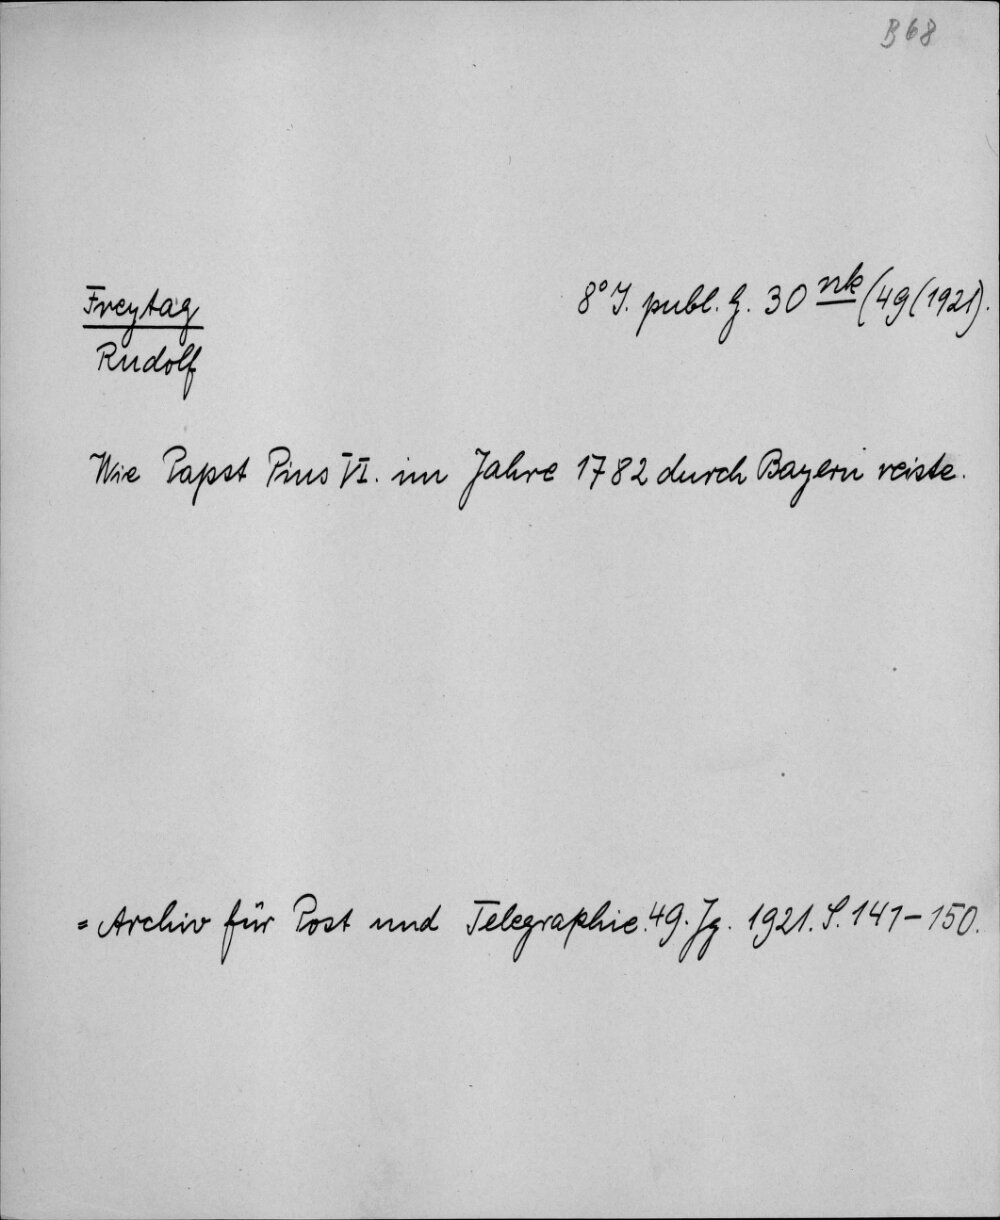 B68
8° J. publ. G. 30 nk (49(1921).
Freytag
Rudolf
Wie Papst Pius VI. im Jahre 1782 durch Bayern reiste.
= Archiv für Post und Telegraphie. 49. Jg. 1921. S. 141-150.